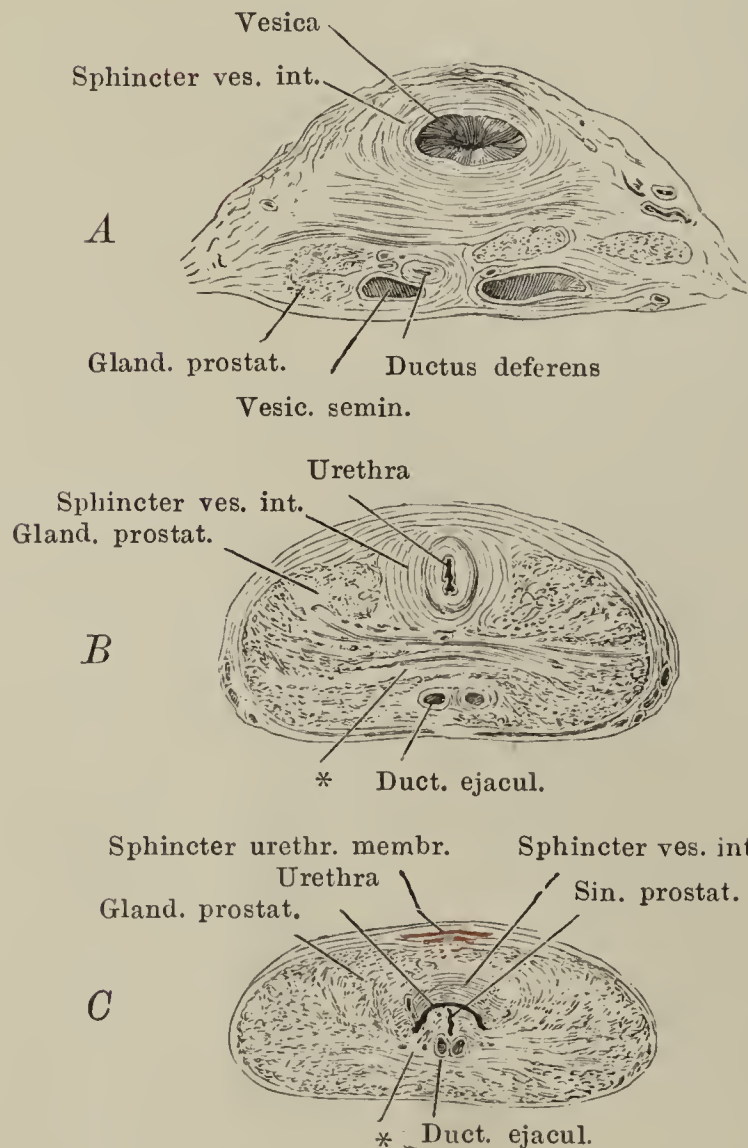 Vesica
Sphincter ves. int.
A
Gland. prostat. Ductus deferens
Vesic. semin.
Urethra
Sphincter ves. int.
Gland. prostat.
B
* Duct. ejacul.
Sphincter urethr. membr. Sphincter ves. int
Urethra Sin. prostat.
Gland. prostat.
C
* Duct. ejacul.